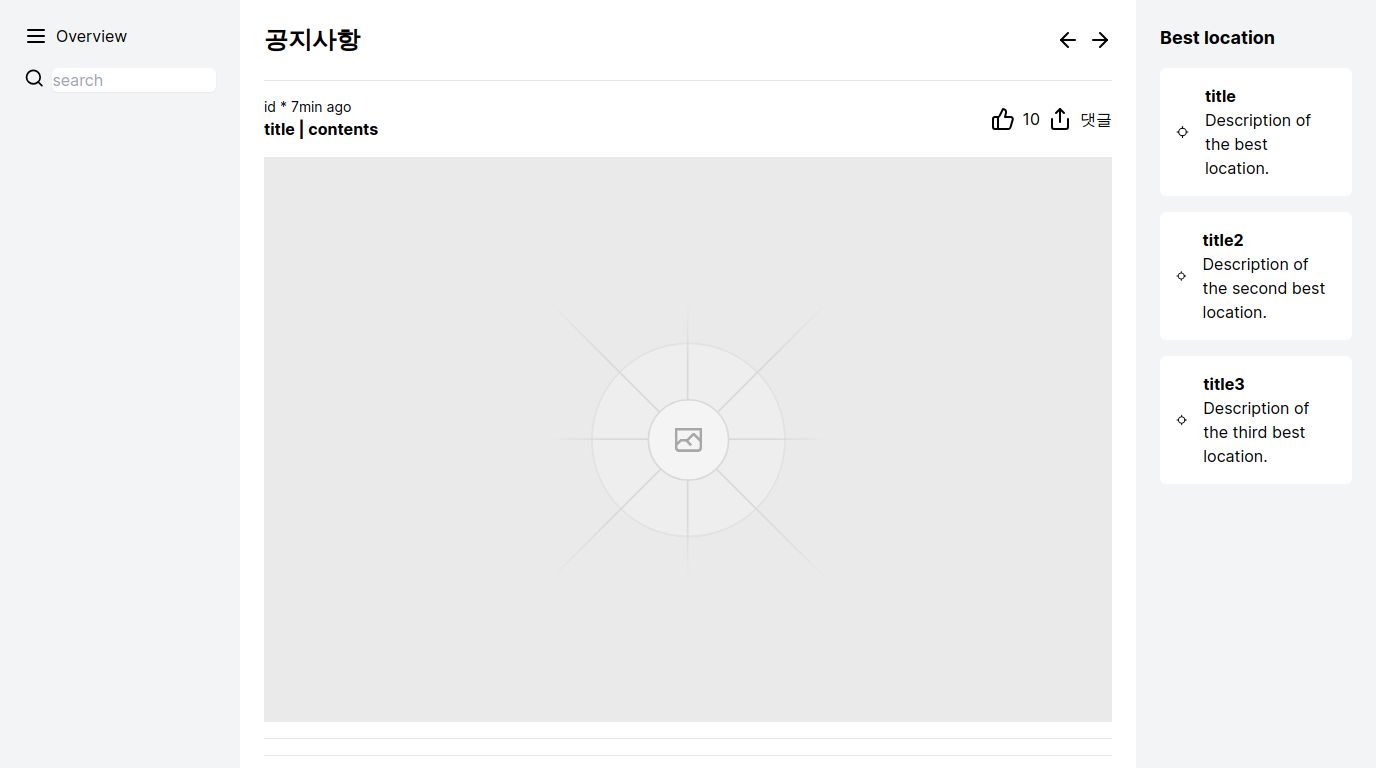 Overview
search
공지사항
id * 7min ago
title | contents
10
댓글
Best location
title
Description of
the best
location.
title2
Description of
the second best
location.
title3
Description of
the third best
location.